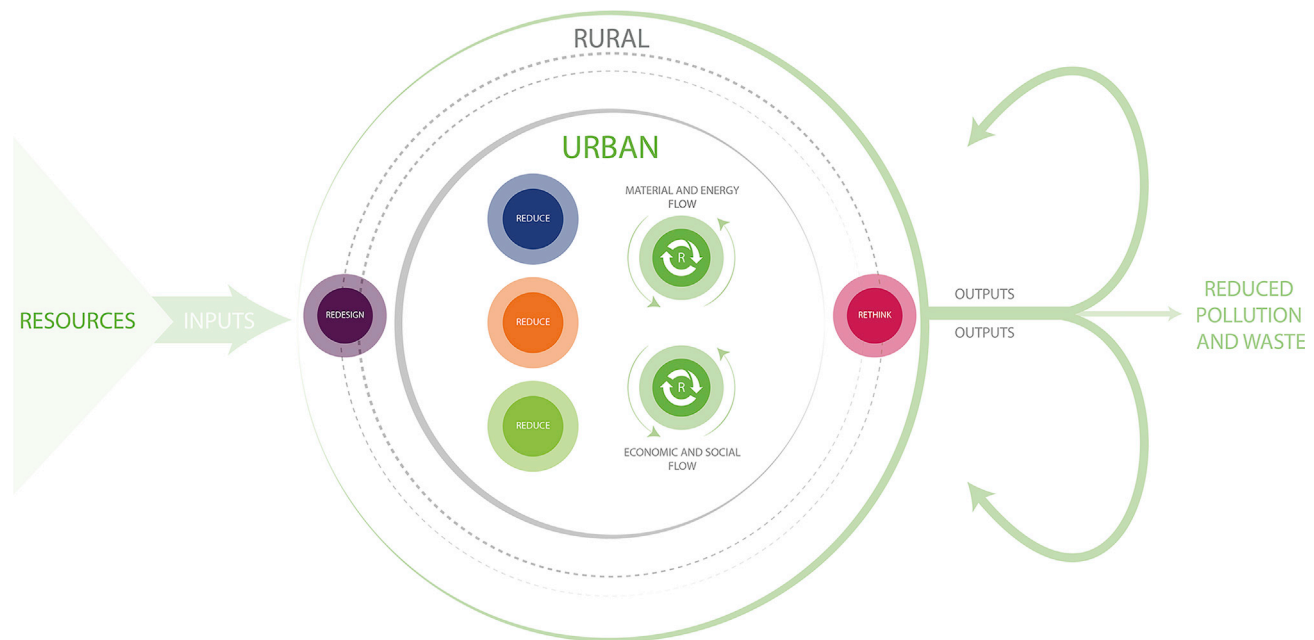 RURAL
URBAN
MATERIAL AND ENERGY
FLOW
REDUCE
R
RESOURCES
INPUTS
REDESIGN
REDUCE
RETHINK
OUTPUTS
OUTPUTS
REDUCED
POLLUTION
AND WASTE
R
REDUCE
ECONOMIC AND SOCIAL
FLOW